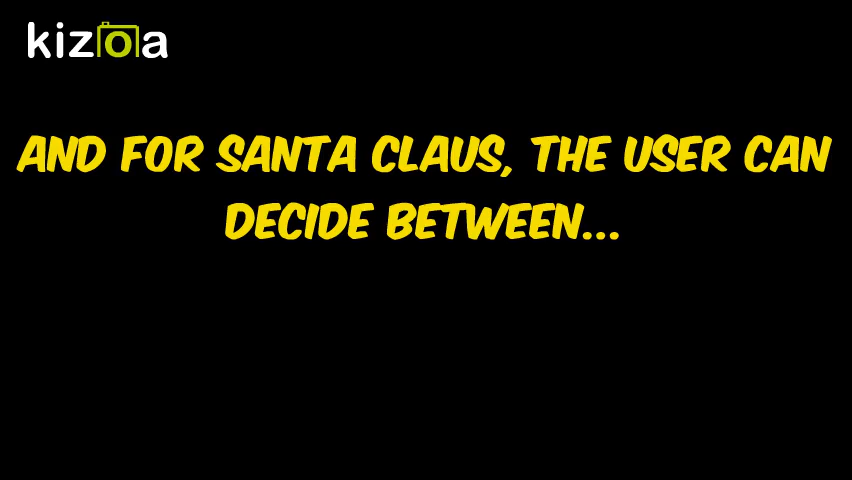 kizoa
AND FOR SANTA CLAUS, THE USER CAN
DECIDE BETWEEN...